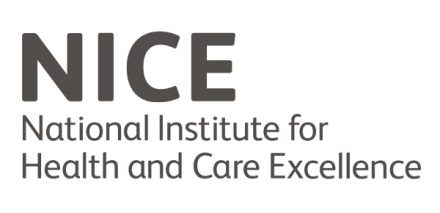 NICE
National Institute for
Health and Care Excellence